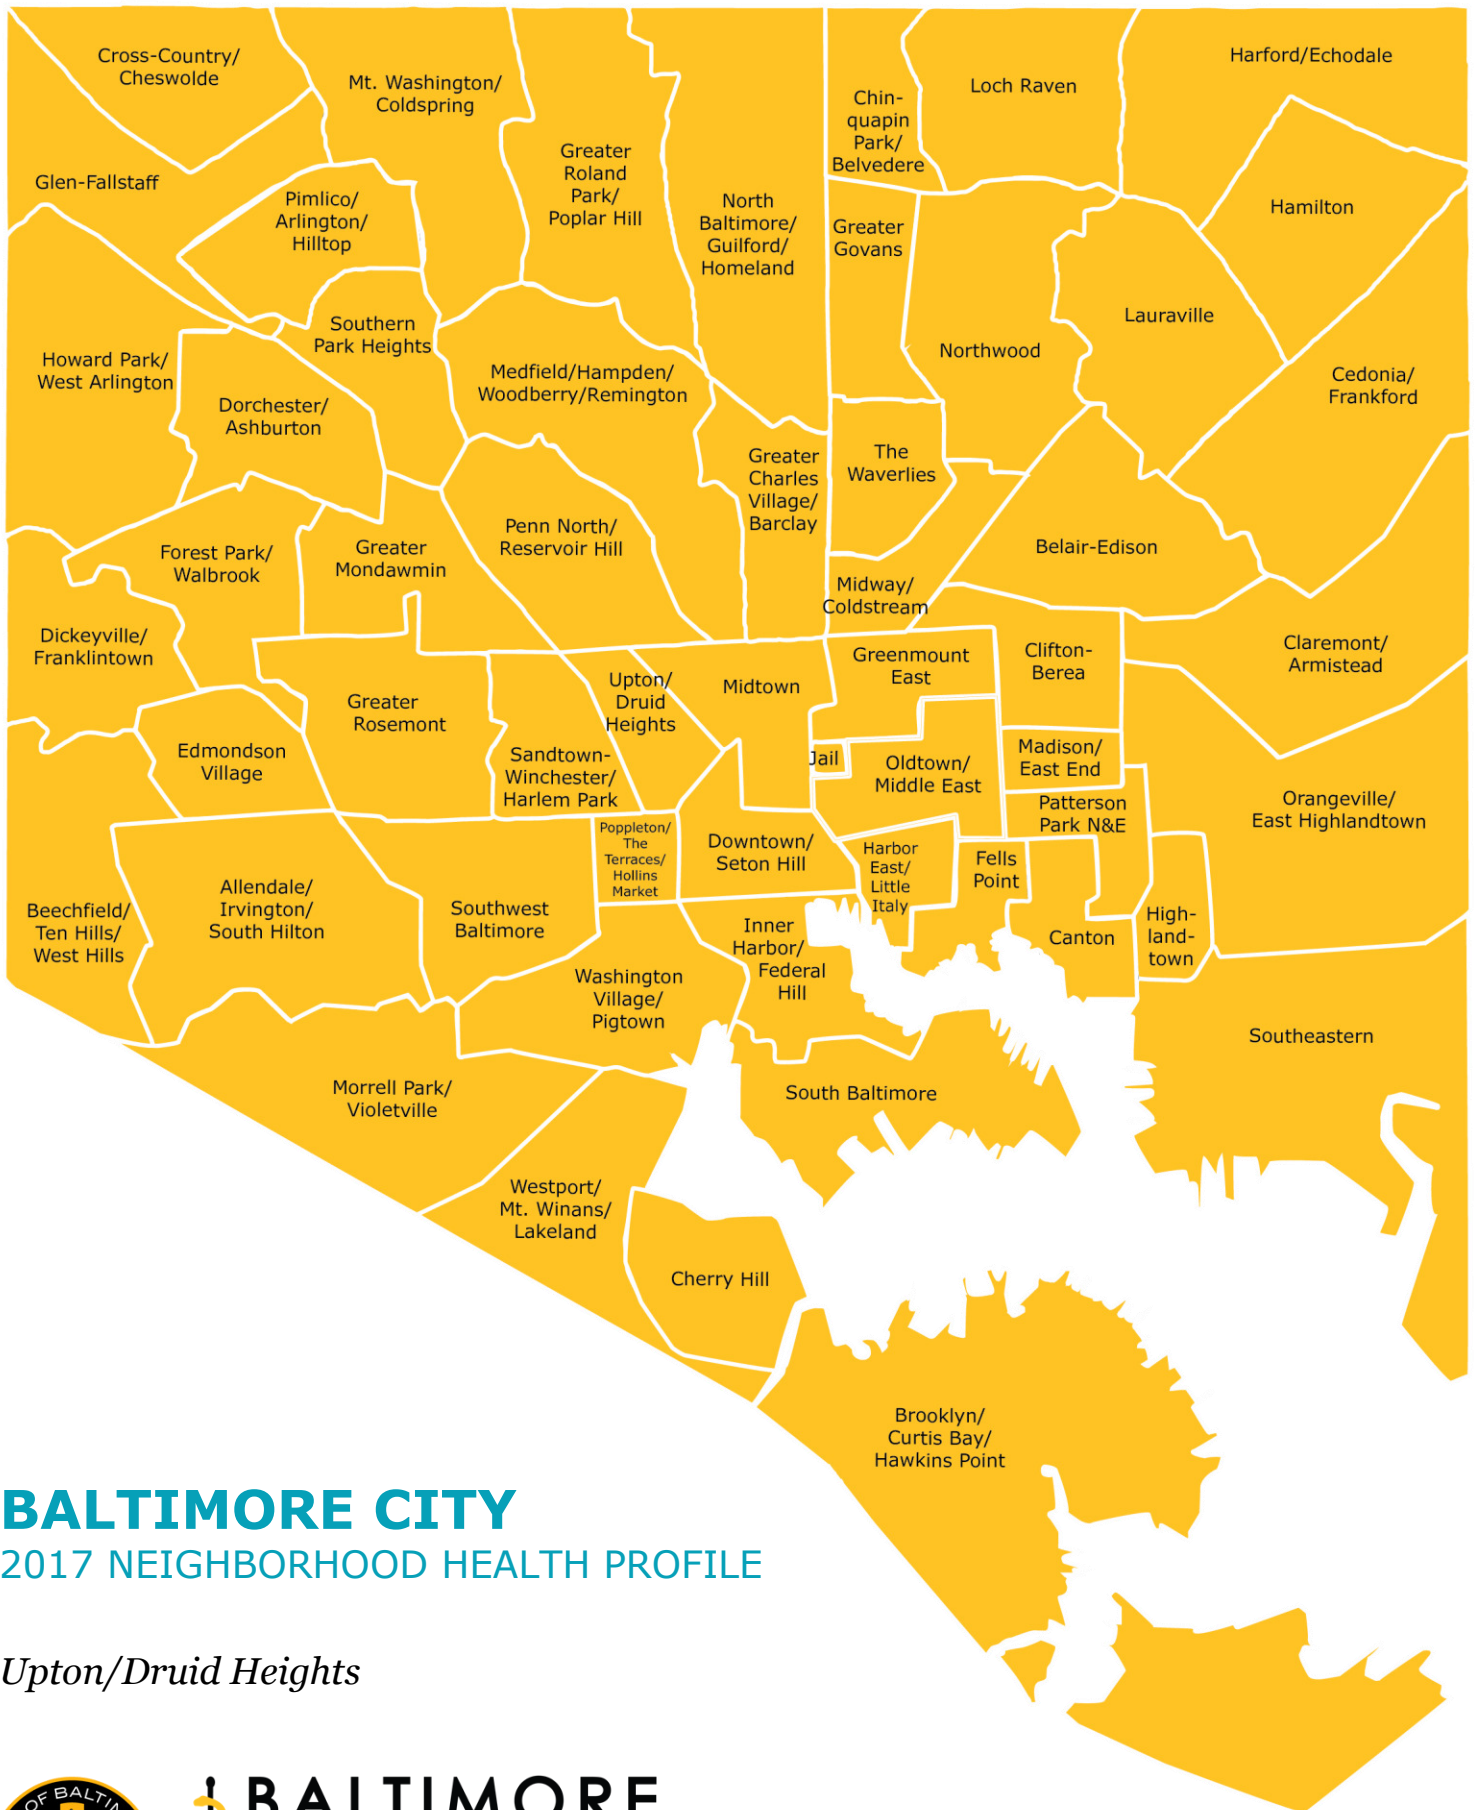 Cross-Country/
Cheswolde
Mt. Washington/
Coldspring
Harford/Echodale
Loch Raven
Chin-
quapin
Park/
Belvedere
Greater
Roland
Park/
Poplar Hill
Glen-Fallstaff
Pimlico/
Arlington/
Hilltop
North
Baltimore/
Guilford/
Homeland
Greater
Govans
Hamilton
Lauraville
Southern
Park Heights
Northwood
Howard Park/
West Arlington
Medfield/Hampden/
Woodberry/Remington
Cedonia/
Frankford
Dorchester/
Ashburton
Greater
Charles
Village/
Barclay
The
Waverlies
Penn North/
Reservoir Hill
Belair-Edison
Forest Park/
Walbrook
Greater
Mondawmin
Midway/
Coldstream
Dickeyville/
Franklintown
Claremont/
Armistead
Greenmount
East
Clifton-
Berea
Upton/
Druid
Heights
Midtown
Greater
Rosemont
Edmondson
Village
Sandtown-
Winchester/
Harlem Park
Jail
Oldtown/
Middle East
Madison/
East End
Patterson
Park N&E
Orangeville/
East Highlandtown
Poppleton/
The
Terraces/
Hollins
Market
Downtown/
Seton Hill
Harbor
East/
Little
Italy
Fells
Point
Allendale/
Irvington/
South Hilton
Beechfield/
Ten Hills/
West Hills
Southwest
Baltimore
Inner
Harbor/
Federal
Hill
Canton
High-
land-
town
Washington
Village/
Pigtown
Southeastern
Morrell Park/
Violetville
South Baltimore
Westport/
Mt. Winans/
Lakeland
Cherry Hill
Brooklyn/
Curtis Bay/
Hawkins Point
BALTIMORE CITY
2017 NEIGHBORHOOD HEALTH PROFILE
Upton/Druid Heights
BALTIMORE